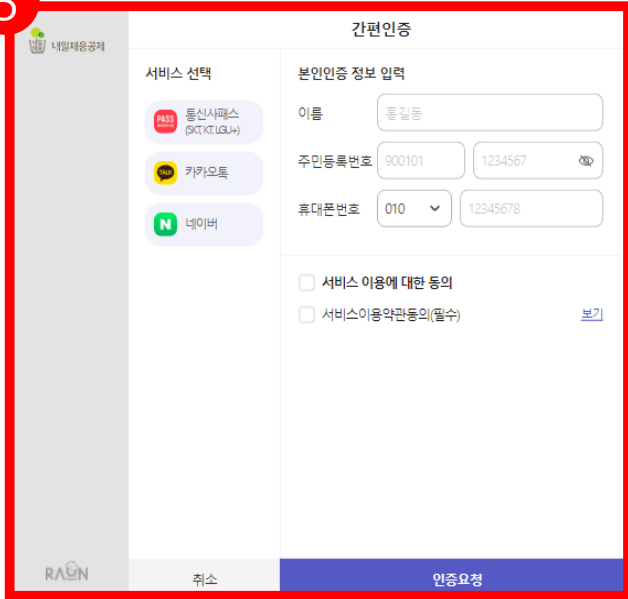 간편인증
내일
채움
내일채움공제
서비스 선택
PASS
통신사패스
(SKT, KT, LGU+)
TALK
카카오톡
N
네이버
본인인증 정보 입력
이름
홍길동
주민등록번호
900101
1234567
휴대폰번호
010
12345678
서비스 이용에 대한 동의
서비스이용약관동의(필수)
보기
RAON
취소
인증요청